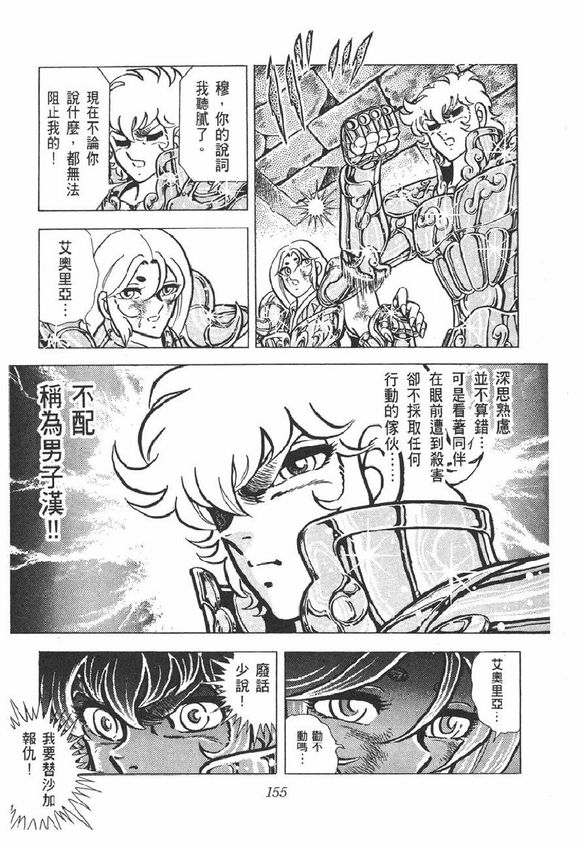 穆，你的說詞
我聽膩了。
現在不論你
說什麼，都無法
阻止我的！
艾奧里亞…
深思熟慮
並不算錯…
可是看著同伴
在眼前遭到殺害
卻不採取任何
行動的傢伙……
不配
稱為男子漢!!
艾奧里亞…
勸不
動嗎…
廢話
少說！
我要替沙加
報仇！
155